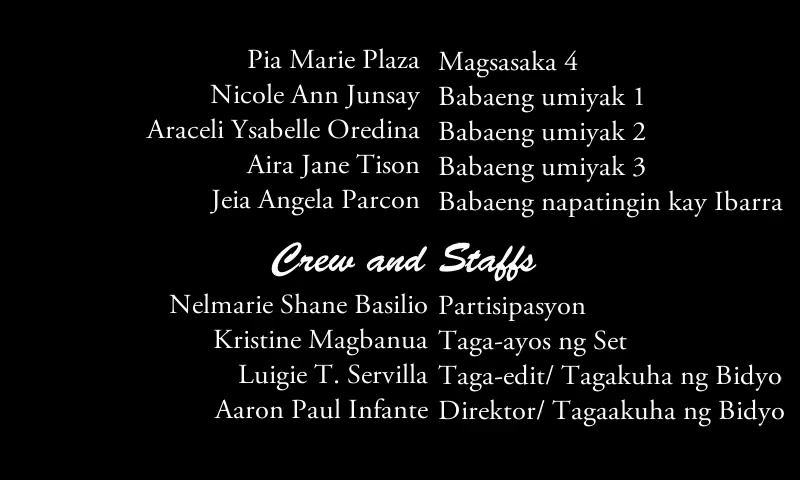 Pia Marie Plaza Magsasaka 4
Nicole Ann Junsay Babaeng umiyak 1
Araceli Ysabelle Oredina Babaeng umiyak 2
Aira Jane Tison Babaeng umiyak 3
Jeia Angela Parcon Babaeng napatingin kay Ibarra
Crew and Staffs
Nelmarie Shane Basilio Partisipasyon
Kristine Magbanua Taga-ayos ng Set
Luigie T. Servilla Taga-edit/ Tagakuha ng Bidyo
Aaron Paul Infante Direktor/ Tagaakuha ng Bidyo